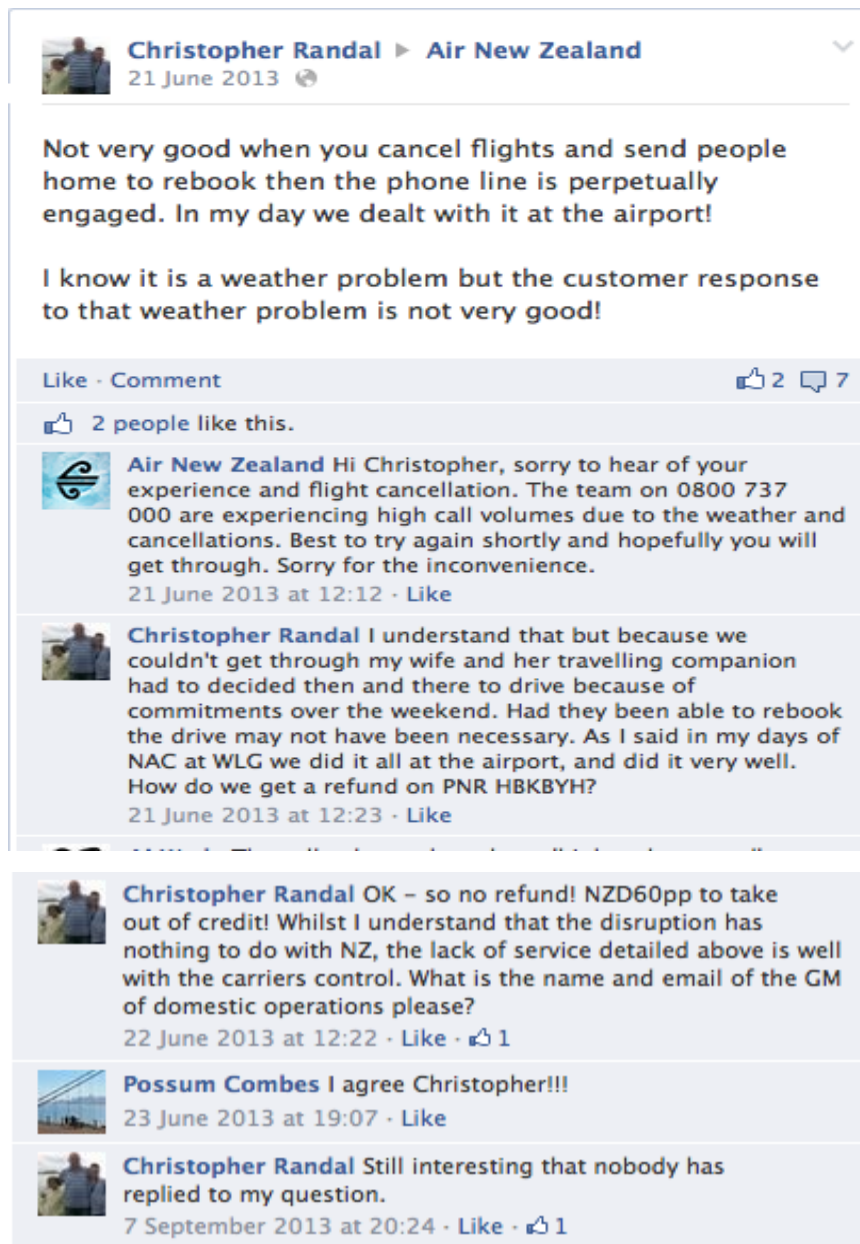 Christopher Randal ▶ Air New Zealand
21 June 2013
Not very good when you cancel flights and send people
home to rebook then the phone line is perpetually
engaged. In my day we dealt with it at the airport!
I know it is a weather problem but the customer response
to that weather problem is not very good!
Like · Comment 2 7
2 people like this.
Air New Zealand Hi Christopher, sorry to hear of your
experience and flight cancellation. The team on 0800 737
000 are experiencing high call volumes due to the weather and
cancellations. Best to try again shortly and hopefully you will
get through. Sorry for the inconvenience.
21 June 2013 at 12:12 · Like
Christopher Randal I understand that but because we
couldn't get through my wife and her travelling companion
had to decided then and there to drive because of
commitments over the weekend. Had they been able to rebook
the drive may not have been necessary. As I said in my days of
NAC at WLG we did it all at the airport, and did it very well.
How do we get a refund on PNR HBKBYH?
21 June 2013 at 12:23 · Like
Christopher Randal OK – so no refund! NZD60pp to take
out of credit! Whilst I understand that the disruption has
nothing to do with NZ, the lack of service detailed above is well
with the carriers control. What is the name and email of the GM
of domestic operations please?
22 June 2013 at 12:22 · Like · 1
Possum Combes I agree Christopher!!!
23 June 2013 at 19:07 · Like
Christopher Randal Still interesting that nobody has
replied to my question.
7 September 2013 at 20:24 · Like · 1